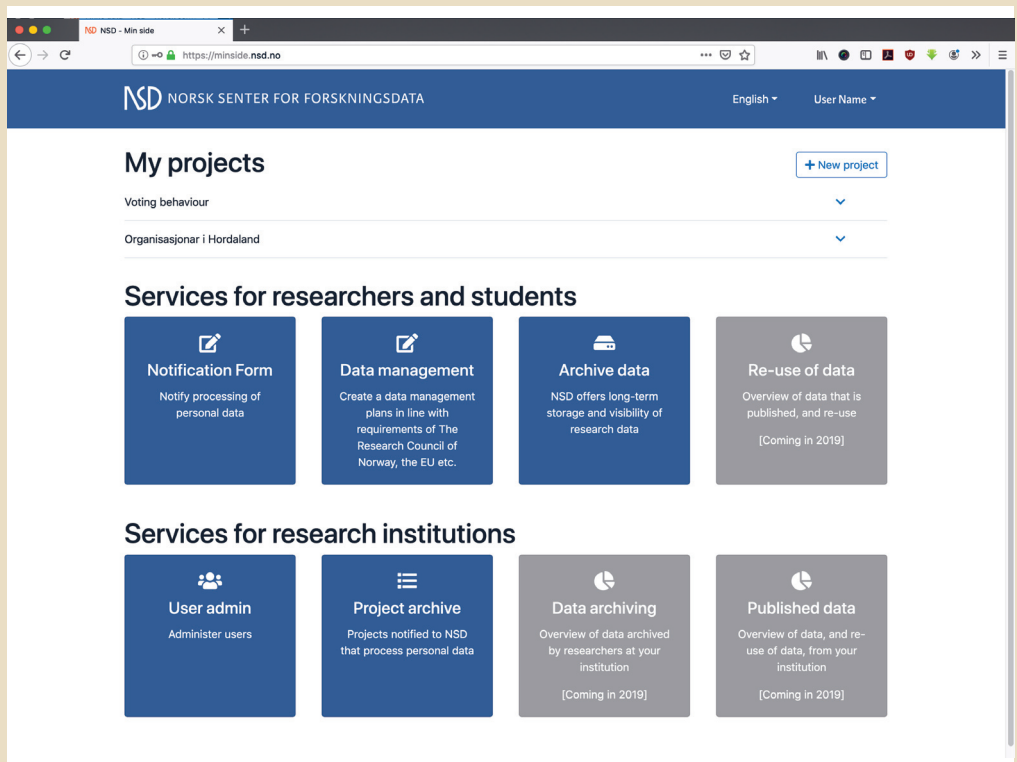 NSD NSD - Min side
https://minside.nsd.no
NSD NORSK SENTER FOR FORSKNINGSDATA
English
User Name
My projects
+ New project
Voting behaviour
Organisasjonar i Hordaland
Services for researchers and students
Notification Form
Notify processing of
personal data
Data management
Create a data management
plans in line with
requirements of The
Research Council of
Norway, the EU etc.
Archive data
NSD offers long-term
storage and visibility of
research data
Re-use of data
Overview of data that is
published, and re-use
[Coming in 2019]
Services for research institutions
User admin
Administer users
Project archive
Projects notified to NSD
that process personal data
Data archiving
Overview of data archived
by researchers at your
institution
[Coming in 2019]
Published data
Overview of data, and re-
use of data, from your
institution
[Coming in 2019]